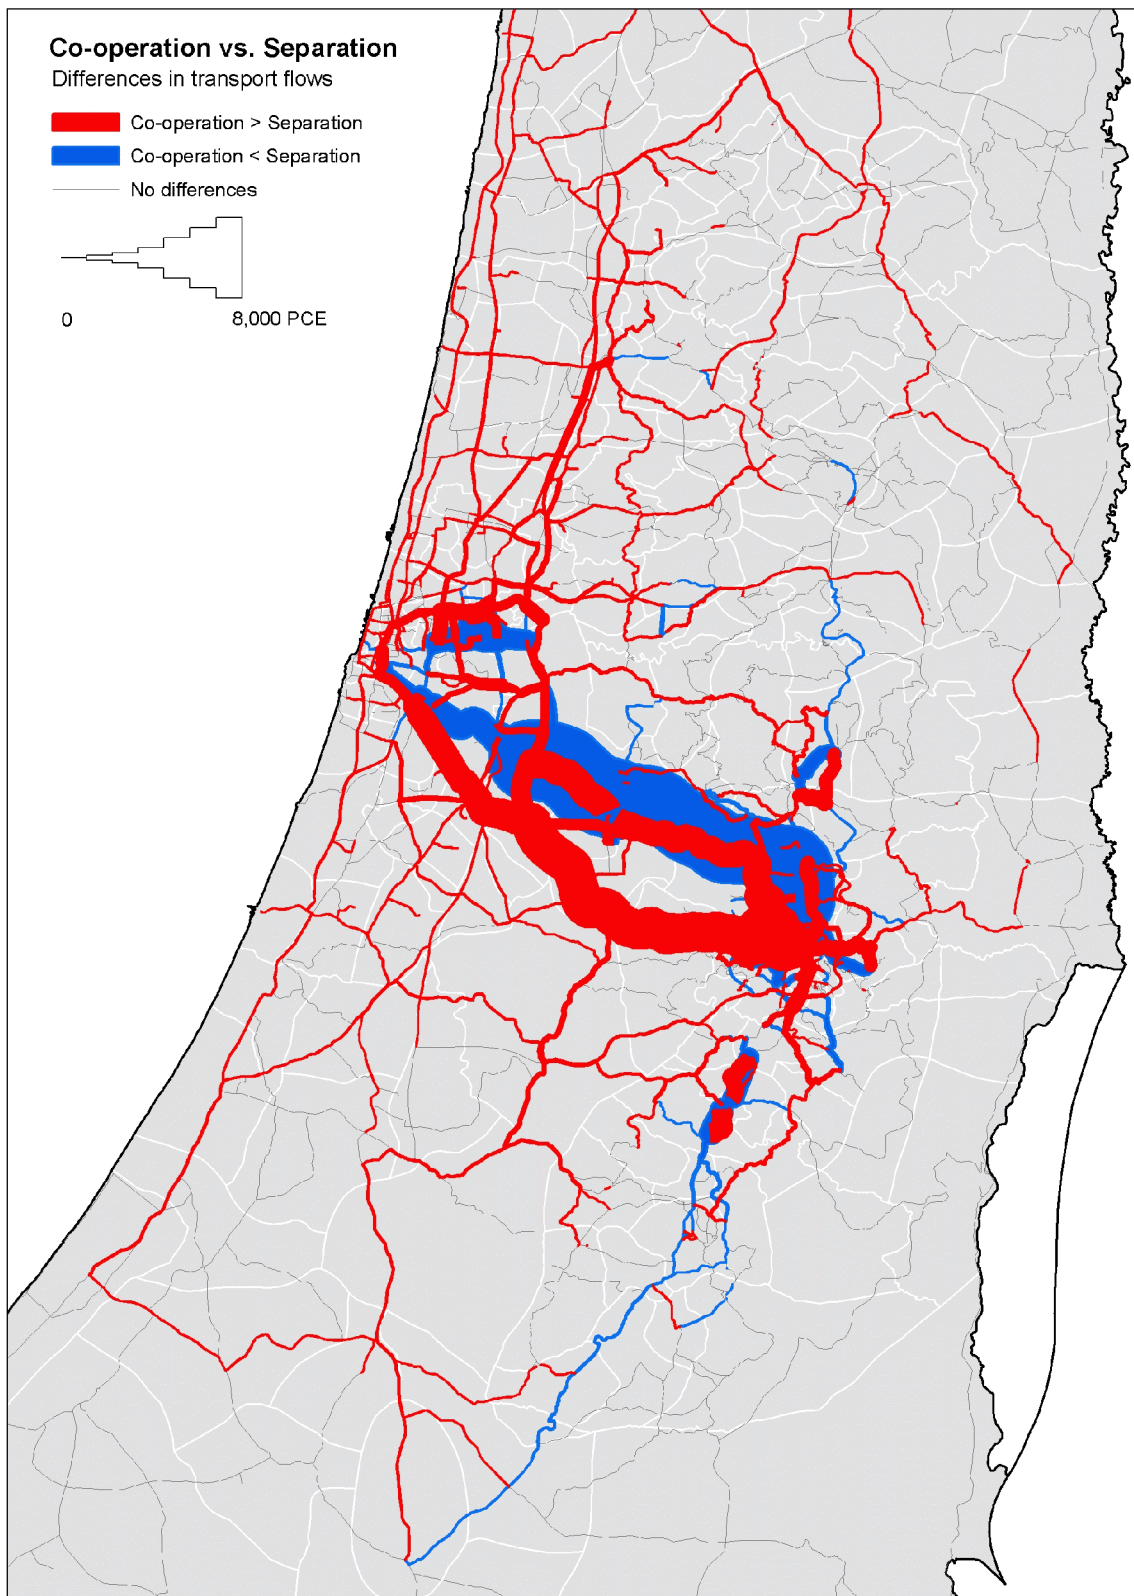 Co-operation vs. Separation
Differences in transport flows
Co-operation > Separation
Co-operation < Separation
No differences
0 8,000 PCE